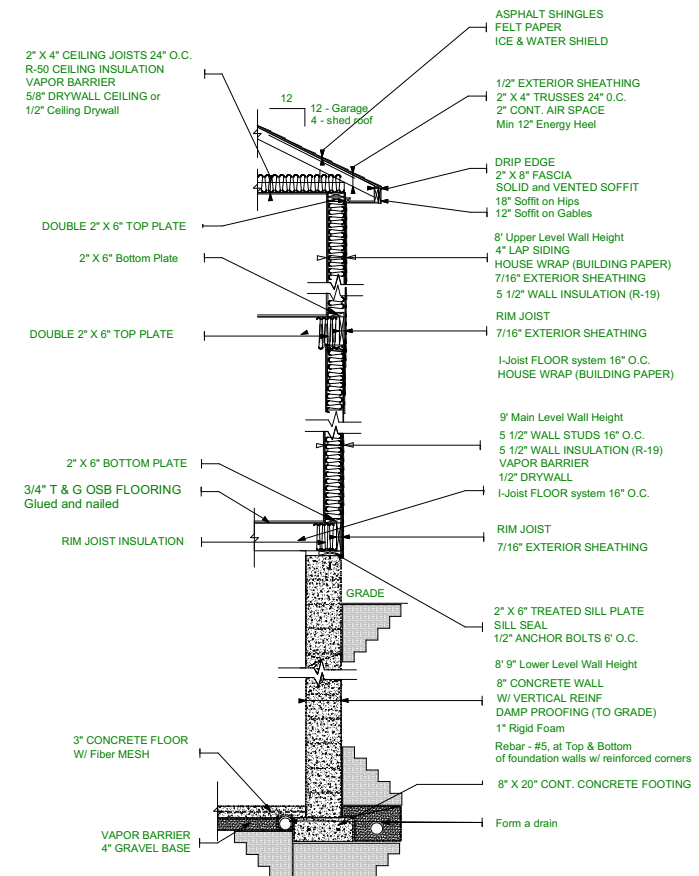 ASPHALT SHINGLES
FELT PAPER
ICE & WATER SHIELD
2" X 4" CEILING JOISTS 24" O.C.
R-50 CEILING INSULATION
VAPOR BARRIER
5/8" DRYWALL CEILING or
1/2" Ceiling Drywall
12
12 - Garage
4 - shed roof
1/2" EXTERIOR SHEATHING
2" X 4" TRUSSES 24" 0.C.
2" CONT. AIR SPACE
Min 12" Energy Heel
DRIP EDGE
2" X 8" FASCIA
SOLID and VENTED SOFFIT
18" Soffit on Hips
12" Soffit on Gables
DOUBLE 2" X 6" TOP PLATE
8' Upper Level Wall Height
4" LAP SIDING
HOUSE WRAP (BUILDING PAPER)
7/16" EXTERIOR SHEATHING
5 1/2" WALL INSULATION (R-19)
2" X 6" Bottom Plate
RIM JOIST
7/16" EXTERIOR SHEATHING
DOUBLE 2" X 6" TOP PLATE
I-Joist FLOOR system 16" O.C.
HOUSE WRAP (BUILDING PAPER)
9' Main Level Wall Height
5 1/2" WALL STUDS 16" O.C.
5 1/2" WALL INSULATION (R-19)
VAPOR BARRIER
1/2" DRYWALL
2" X 6" BOTTOM PLATE
3/4" T & G OSB FLOORING
Glued and nailed
I-Joist FLOOR system 16" O.C.
RIM JOIST INSULATION
RIM JOIST
7/16" EXTERIOR SHEATHING
GRADE
2" X 6" TREATED SILL PLATE
SILL SEAL
1/2" ANCHOR BOLTS 6' O.C.
8' 9" Lower Level Wall Height
8" CONCRETE WALL
W/ VERTICAL REINF
DAMP PROOFING (TO GRADE)
1" Rigid Foam
Rebar - #5, at Top & Bottom
of foundation walls w/ reinforced corners
3" CONCRETE FLOOR
W/ Fiber MESH
8" X 20" CONT. CONCRETE FOOTING
Form a drain
VAPOR BARRIER
4" GRAVEL BASE